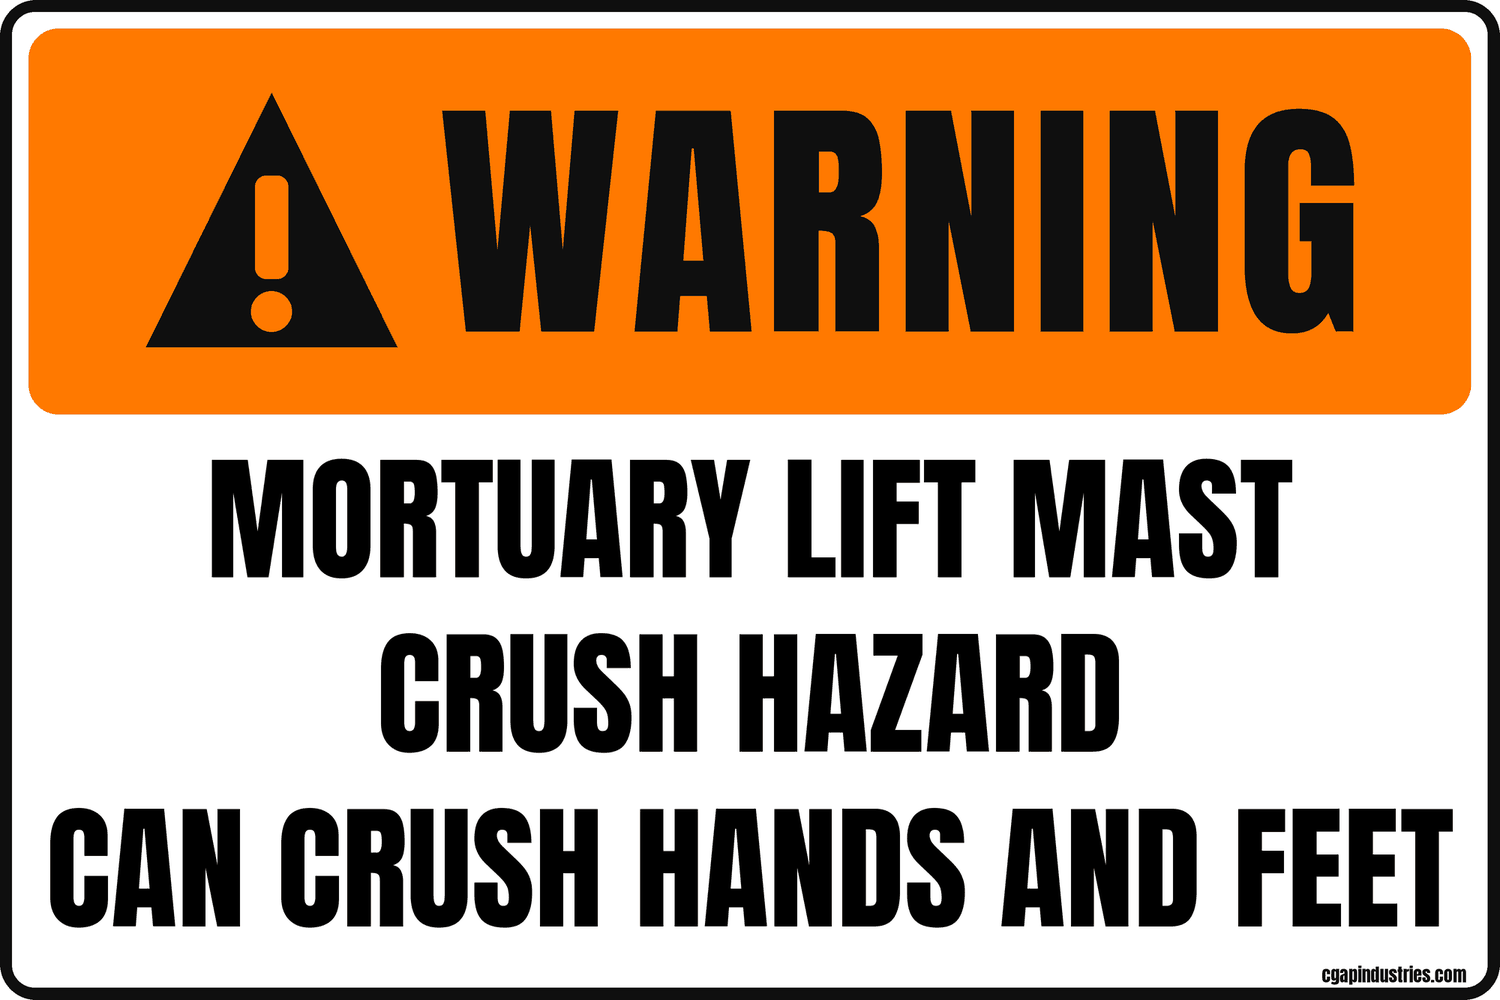 WARNING
MORTUARY LIFT MAST
CRUSH HAZARD
CAN CRUSH HANDS AND FEET
cgapindustries.com